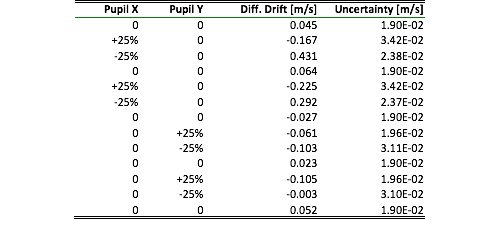 Pupil X Pupil Y Diff. Drift [m/s] Uncertainty [m/s]
0 0 0.045 1.90E-02
+25% 0 -0.167 3.42E-02
-25% 0 0.431 2.38E-02
0 0 0.064 1.90E-02
+25% 0 -0.225 3.42E-02
-25% 0 0.292 2.37E-02
0 0 -0.027 1.90E-02
0 +25% -0.061 1.96E-02
0 -25% -0.103 3.11E-02
0 0 0.023 1.90E-02
0 +25% -0.105 1.96E-02
0 -25% -0.003 3.10E-02
0 0 0.052 1.90E-02